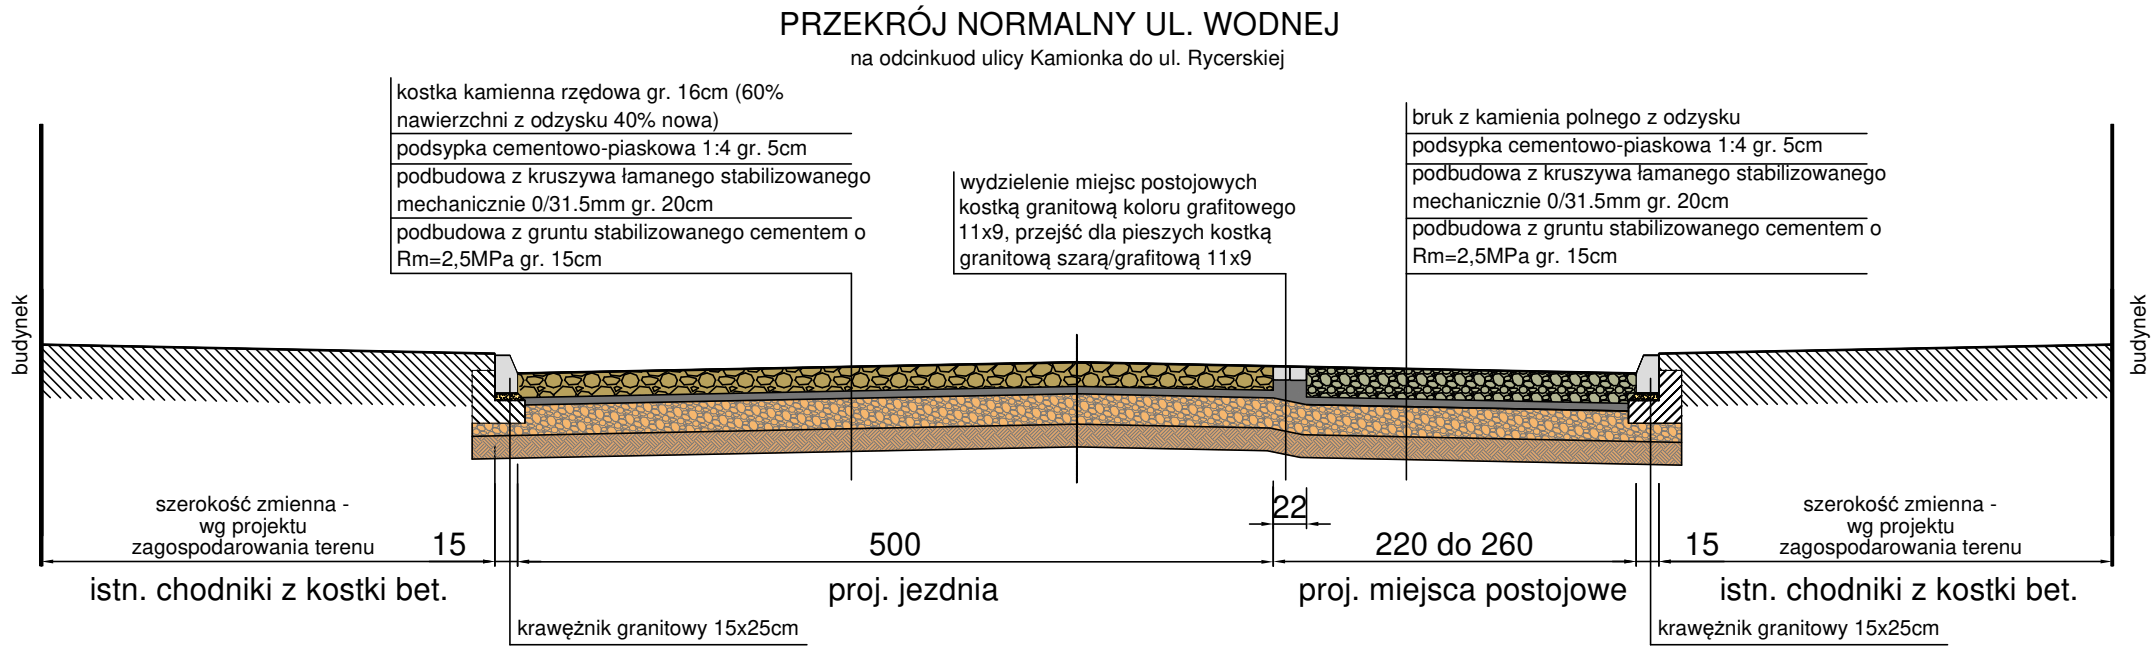 PRZEKRÓJ NORMALNY UL. WODNEJ
na odcinkuod ulicy Kamionka do ul. Rycerskiej
kostka kamienna rzędowa gr. 16cm (60%
nawierzchni z odzysku 40% nowa)
podsypka cementowo-piaskowa 1:4 gr. 5cm
podbudowa z kruszywa łamanego stabilizowanego
mechanicznie 0/31.5mm gr. 20cm
podbudowa z gruntu stabilizowanego cementem o
Rm=2,5MPa gr. 15cm
wydzielenie miejsc postojowych
kostką granitową koloru grafitowego
11x9, przejść dla pieszych kostką
granitową szarą/grafitową 11x9
bruk z kamienia polnego z odzysku
podsypka cementowo-piaskowa 1:4 gr. 5cm
podbudowa z kruszywa łamanego stabilizowanego
mechanicznie 0/31.5mm gr. 20cm
podbudowa z gruntu stabilizowanego cementem o
Rm=2,5MPa gr. 15cm
budynek
budynek
szerokość zmienna -
wg projektu
zagospodarowania terenu
15
500
22
220 do 260
15
szerokość zmienna -
wg projektu
zagospodarowania terenu
istn. chodniki z kostki bet.
proj. jezdnia
proj. miejsca postojowe
istn. chodniki z kostki bet.
krawężnik granitowy 15x25cm
krawężnik granitowy 15x25cm